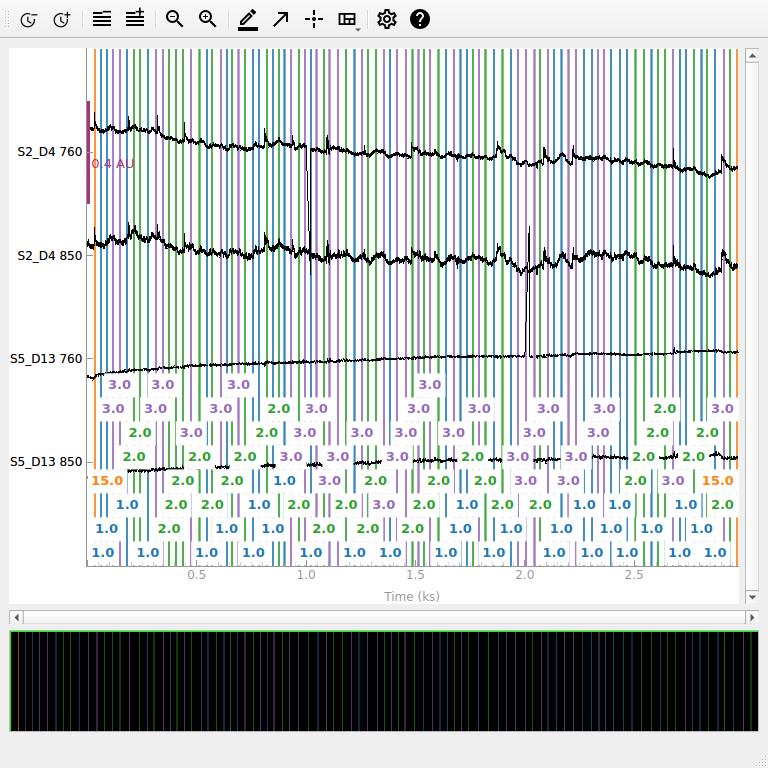 S2_D4 760
0.4 AU
S2_D4 850
S5_D13 760
3.0 3.0 3.0 3.0
3.0 3.0 3.0 2.0 3.0 3.0 3.0 3.0 3.0 2.0 3.0
2.0 3.0 2.0 3.0 3.0 3.0 3.0 3.0 3.0 2.0 2.0
S5_D13 850
2.0 2.0 2.0 3.0 3.0 3.0 2.0 3.0 3.0 2.0 2.0
15.0 2.0 2.0 1.0 3.0 2.0 2.0 2.0 3.0 3.0 2.0 3.0 15.0
1.0 2.0 2.0 1.0 2.0 2.0 3.0 2.0 1.0 2.0 2.0 1.0 1.0 1.0 2.0
1.0 2.0 1.0 1.0 2.0 2.0 2.0 1.0 1.0 1.0 1.0 1.0 1.0
1.0 1.0 1.0 1.0 1.0 1.0 1.0 1.0 1.0 1.0 1.0 1.0 1.0 1.0
0.5 1.0 1.5 2.0 2.5
Time (ks)